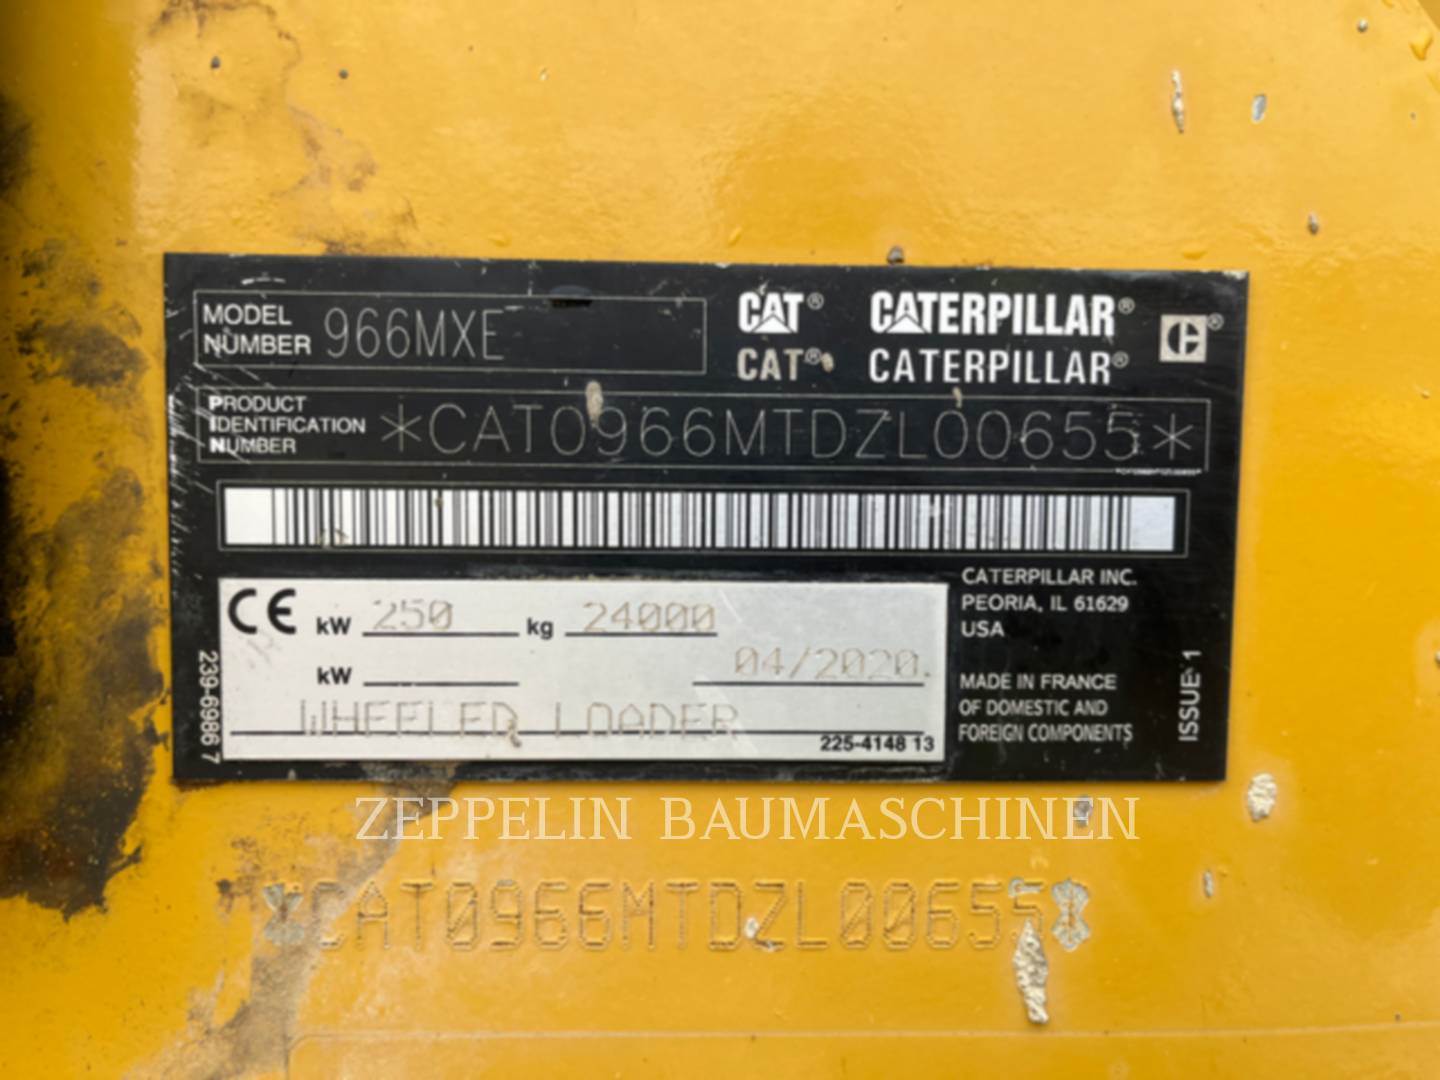 MODEL NUMBER 966MXE
CAT® CATERPILLAR®
CAT® CATERPILLAR®
PRODUCT IDENTIFICATION NUMBER *CAT0966MTDZL00655*
CE kW 250 kg 24000
kW 04/2020.
WHEELED LOADER
225-4148 13
239-6986 7
CATERPILLAR INC.
PEORIA, IL 61629
USA
MADE IN FRANCE
OF DOMESTIC AND
FOREIGN COMPONENTS
ISSUE 1
ZEPPELIN BAUMASCHINEN
*CAT0966MTDZL00655*